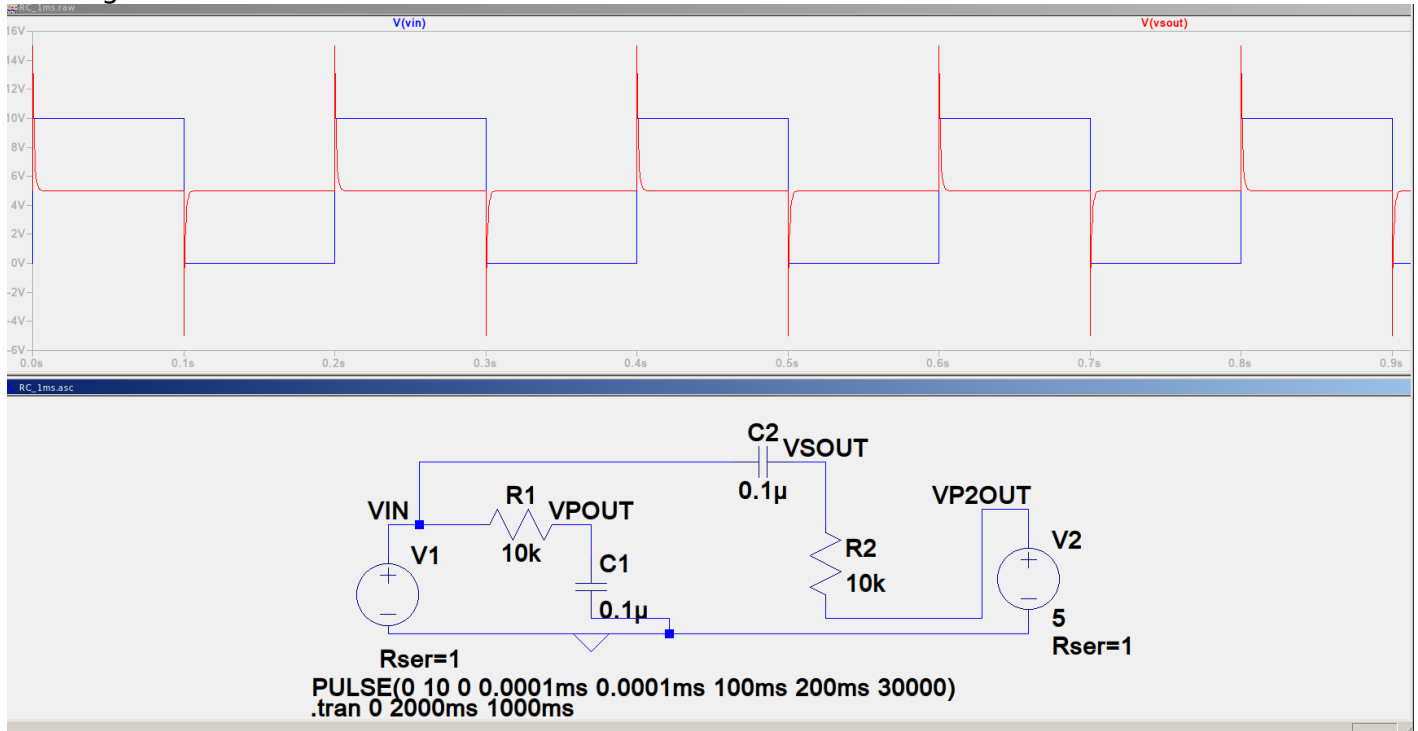 RC_1ms.raw
V(vin) V(vsout)
16V
14V
12V
10V
8V
6V
4V
2V
0V
-2V
-4V
-6V
0.0s 0.1s 0.2s 0.3s 0.4s 0.5s 0.6s 0.7s 0.8s 0.9s
RC_1ms.asc
C2
VSOUT
0.1µ
VIN
R1
VPOUT
VP2OUT
V1
10k
C1
R2
V2
10k
0.1µ
5
Rser=1
Rser=1
PULSE(0 10 0 0.0001ms 0.0001ms 100ms 200ms 30000)
.tran 0 2000ms 1000ms